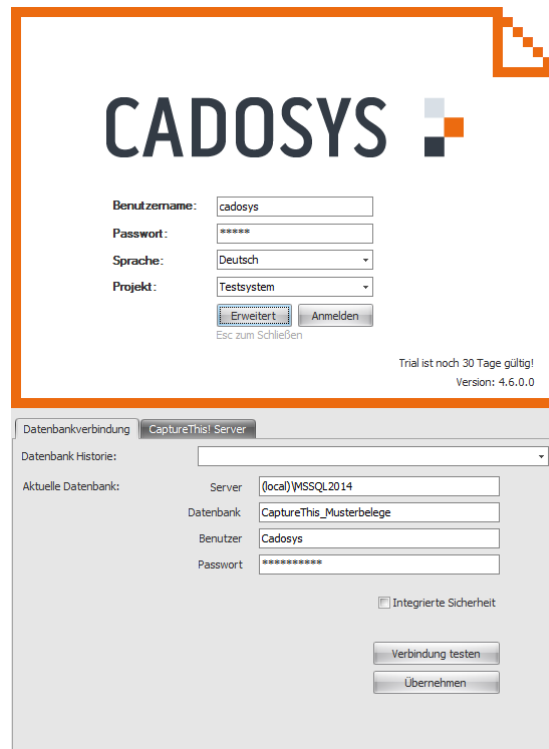 CADOSYS
Benutzername: cadosys
Passwort: *****
Sprache: Deutsch
Projekt: Testsystem
Erweitert Anmelden
Esc zum Schließen
Trial ist noch 30 Tage gültig!
Version: 4.6.0.0
Datenbankverbindung CaptureThis! Server
Datenbank Historie:
Aktuelle Datenbank: Server (local)\MSSQL2014
Datenbank CaptureThis_Musterbelege
Benutzer Cadosys
Passwort **********
Integrierte Sicherheit
Verbindung testen
Übernehmen